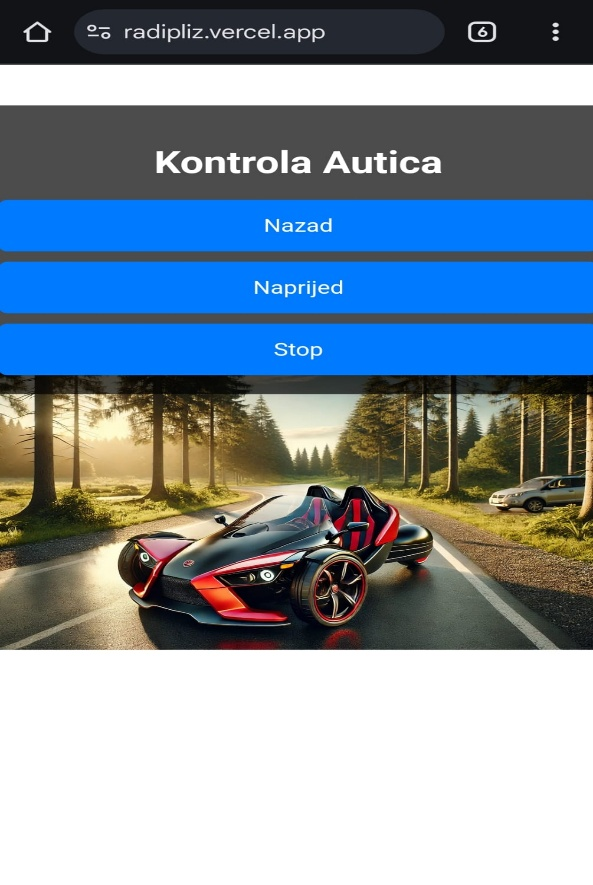 radipliz.vercel.app
6
Kontrola Autica
Nazad
Naprijed
Stop